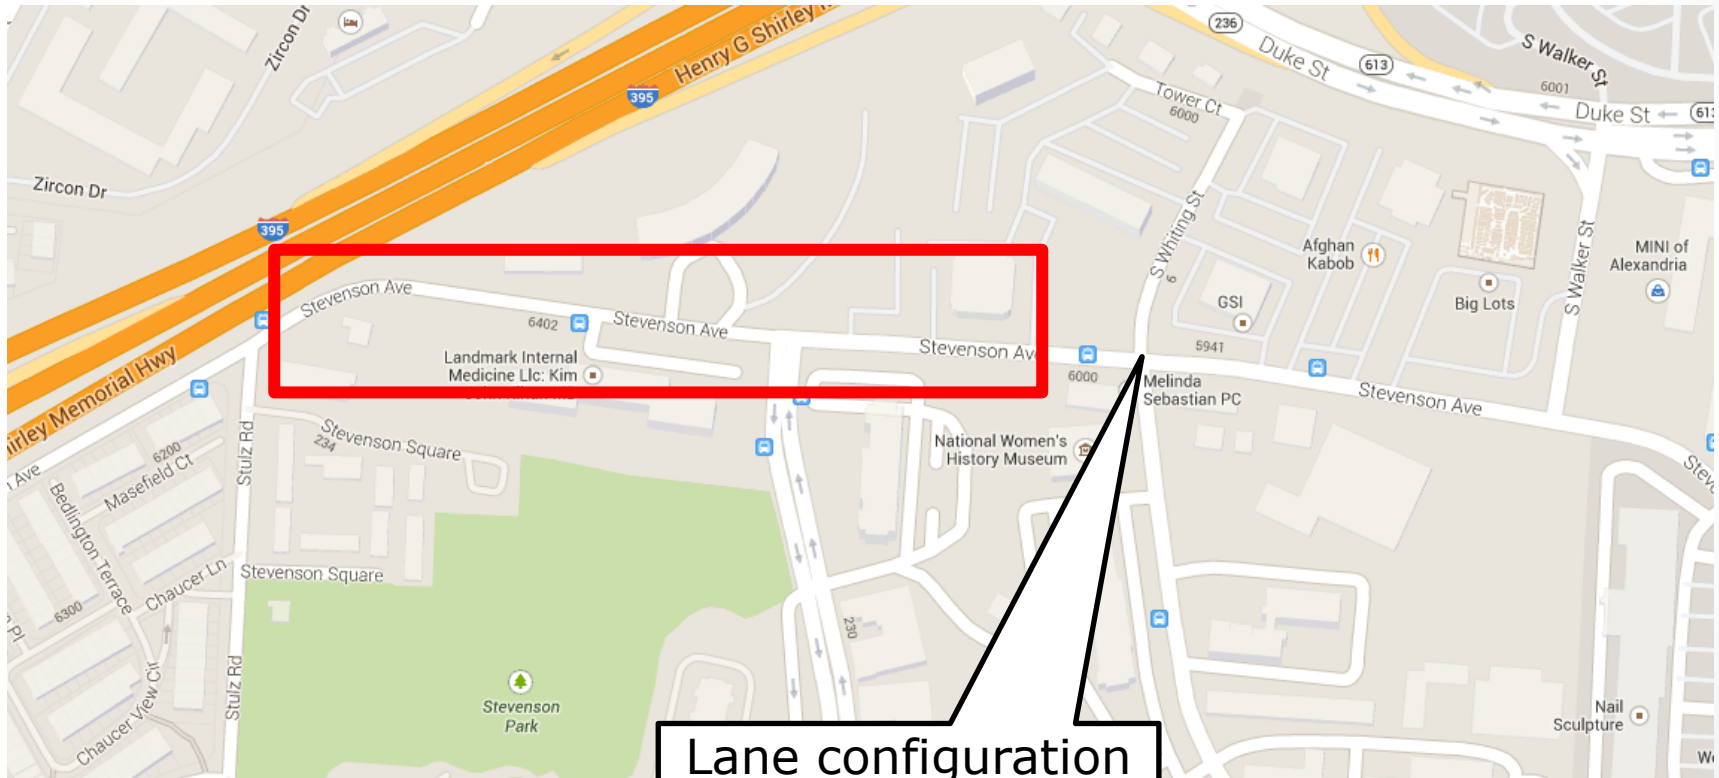 Zircon Dr
Henry G Shirley
236
Duke St
613
S Walker St
6001
Duke St
395
Tower Ct
6000
Zircon Dr
395
S Whiting St
6
Afghan
Kabob
MINI of
Alexandria
S Walker St
GSI
Big Lots
Stevenson Ave
6402
Stevenson Ave
Stevenson Av
5941
Landmark Internal
Medicine Llc: Kim
6000
Melinda
Sebastian PC
Stevenson Ave
Shirley Memorial Hwy
Ave
6200
Masefield Ct
Stulz Rd
234
Stevenson Square
National Women's
History Museum
Steve
Bedlington Terrace
Chaucer Ln
Stevenson Square
6300
Pl
230
Chaucer View Cir
Stulz Rd
Stevenson
Park
Nail
Sculpture
Lane configuration